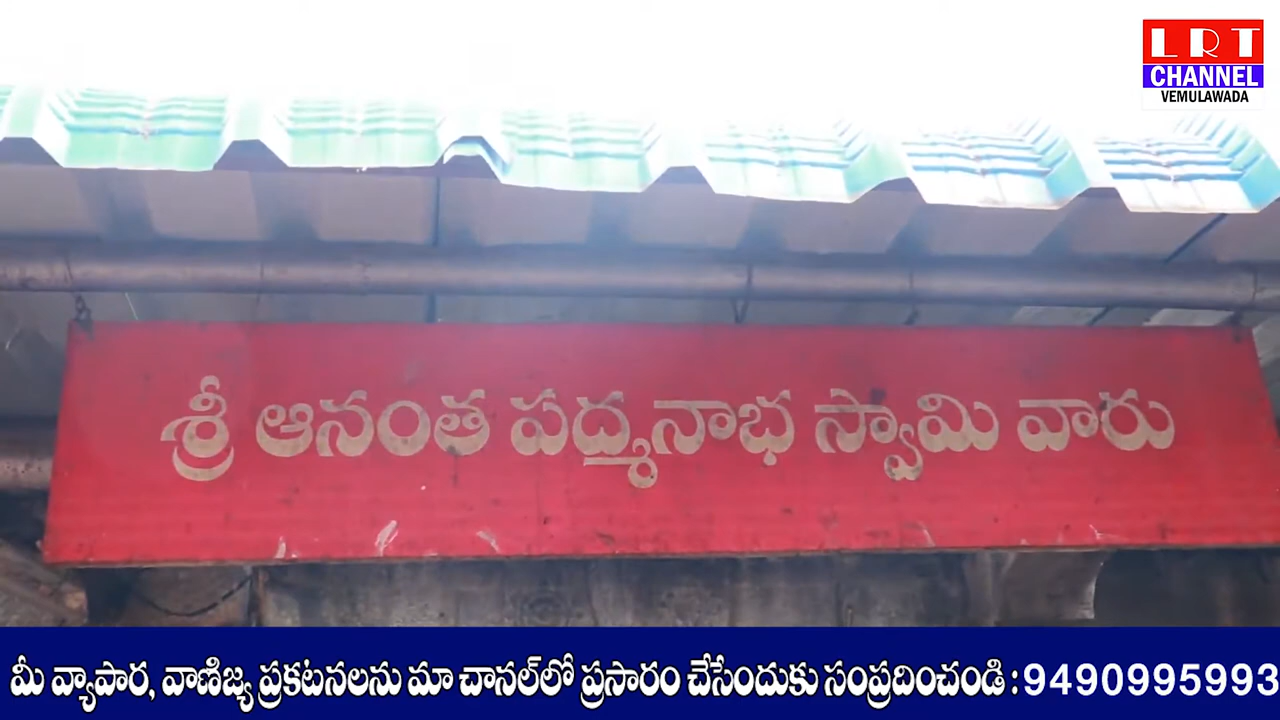 LRT
CHANNEL
VEMULAWADA
శ్రీ ఆనంత పద్మనాభ స్వామి వారు
మీ వ్యాపార, వాణిజ్య ప్రకటనలను మా చానల్‌లో ప్రసారం చేసేందుకు సంప్రదించండి :9490995993